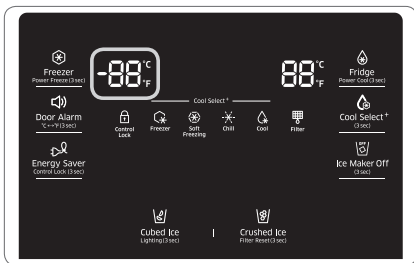 Freezer
Power Freeze (3 sec)
-88 °C °F
88 °C °F
Fridge
Power Cool (3 sec)
Door Alarm
°C↔°F (3 sec)
Cool Select+
Control Lock
Freezer
Soft Freezing
Chill
Cool
Filter
Cool Select+
(3 sec)
Energy Saver
Control Lock (3 sec)
OFF
Ice Maker Off
(3 sec)
Cubed Ice
Lighting (3 sec)
Crushed Ice
Filter Reset (3 sec)